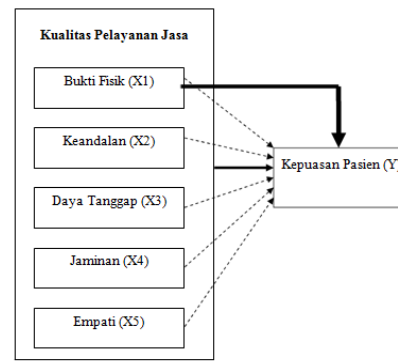 Kualitas Pelayanan Jasa
Bukti Fisik (X1)
Keandalan (X2)
Daya Tanggap (X3)
Jaminan (X4)
Empati (X5)
Kepuasan Pasien (Y)